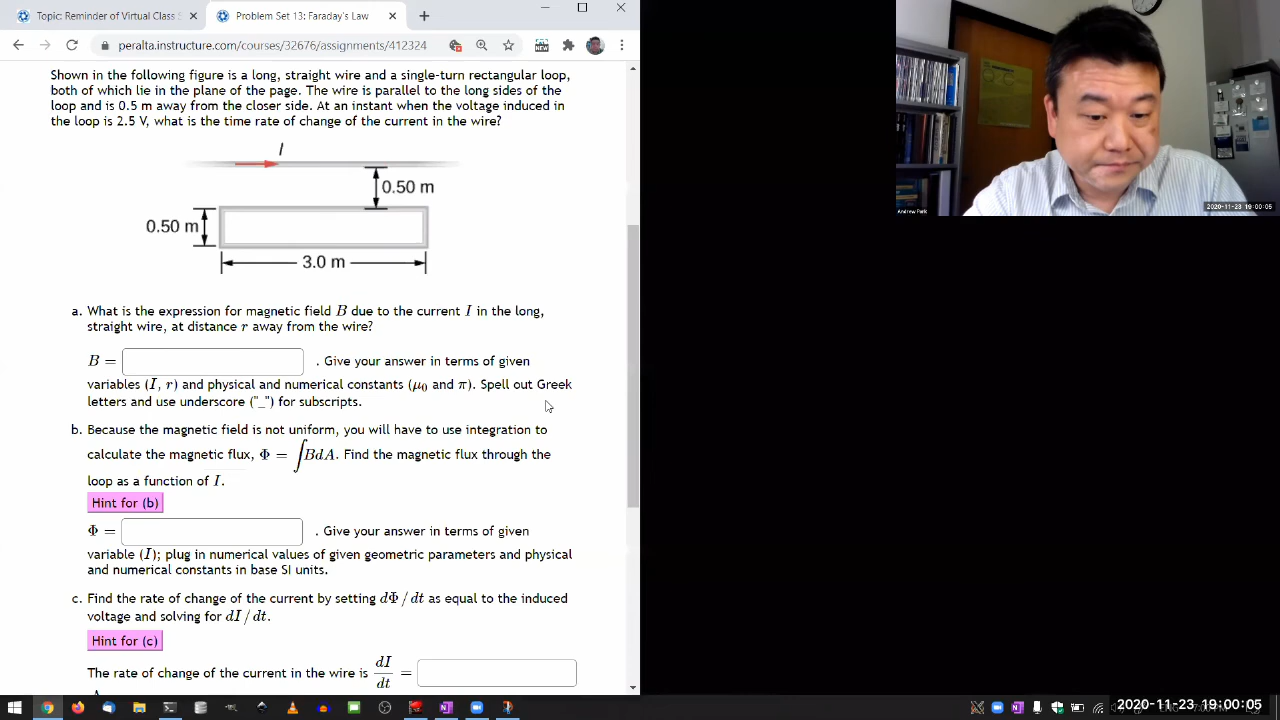 Topic: Reminder of Virtual Class
Problem Set 13: Faraday's Law
peralta.instructure.com/courses/32676/assignments/412324
NEW
Shown in the following figure is a long, straight wire and a single-turn rectangular loop,
both of which lie in the plane of the page. The wire is parallel to the long sides of the
loop and is 0.5 m away from the closer side. At an instant when the voltage induced in
the loop is 2.5 V, what is the time rate of change of the current in the wire?
I
0.50 m
0.50 m
3.0 m
a. What is the expression for magnetic field B due to the current I in the long,
straight wire, at distance r away from the wire?
B = . Give your answer in terms of given
variables (I, r) and physical and numerical constants (μ₀ and π). Spell out Greek
letters and use underscore ("_") for subscripts.
b. Because the magnetic field is not uniform, you will have to use integration to
calculate the magnetic flux, Φ = ∫BdA. Find the magnetic flux through the
loop as a function of I.
Hint for (b)
Φ = . Give your answer in terms of given
variable (I); plug in numerical values of given geometric parameters and physical
and numerical constants in base SI units.
c. Find the rate of change of the current by setting dΦ/dt as equal to the induced
voltage and solving for dI/dt.
Hint for (c)
The rate of change of the current in the wire is dI/dt =
Andrew Park
2020-11-23 19:00:05
2020-11-23 19:00:05